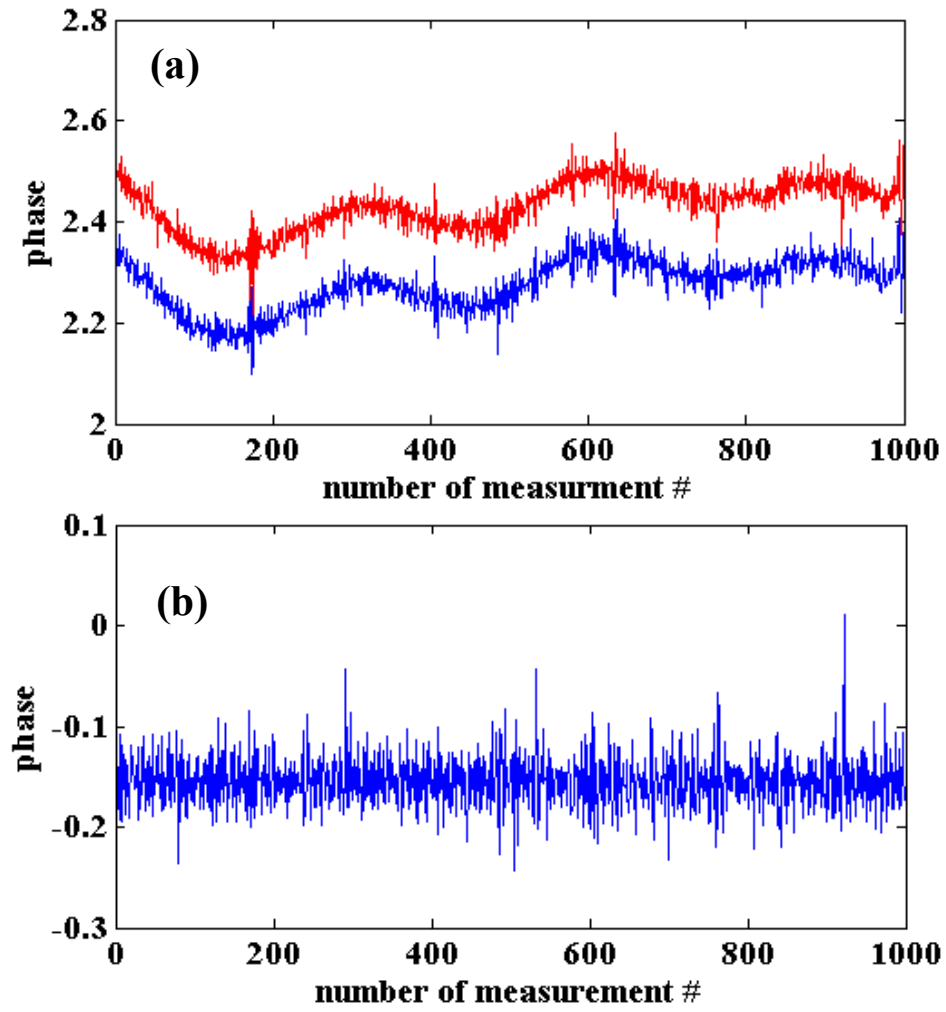 2.8
(a)
2.6
phase
2.4
2.2
2
0 200 400 600 800 1000
number of measurment #
0.1
(b)
0
phase
-0.1
-0.2
-0.3
0 200 400 600 800 1000
number of measurement #